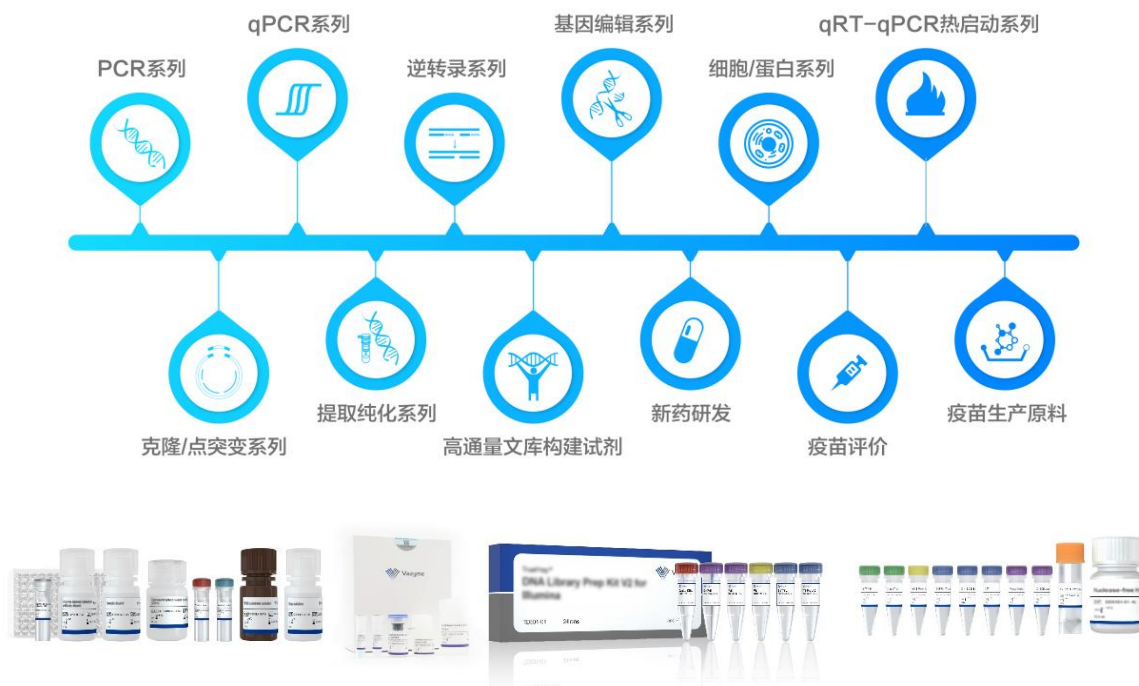 qPCR系列
基因编辑系列
qRT-qPCR热启动系列
PCR系列
逆转录系列
细胞/蛋白系列
提取纯化系列
新药研发
疫苗生产原料
克隆/点突变系列
高通量文库构建试剂
疫苗评价
Vazyme
DNA Library Prep Kit V2 for
Illumina